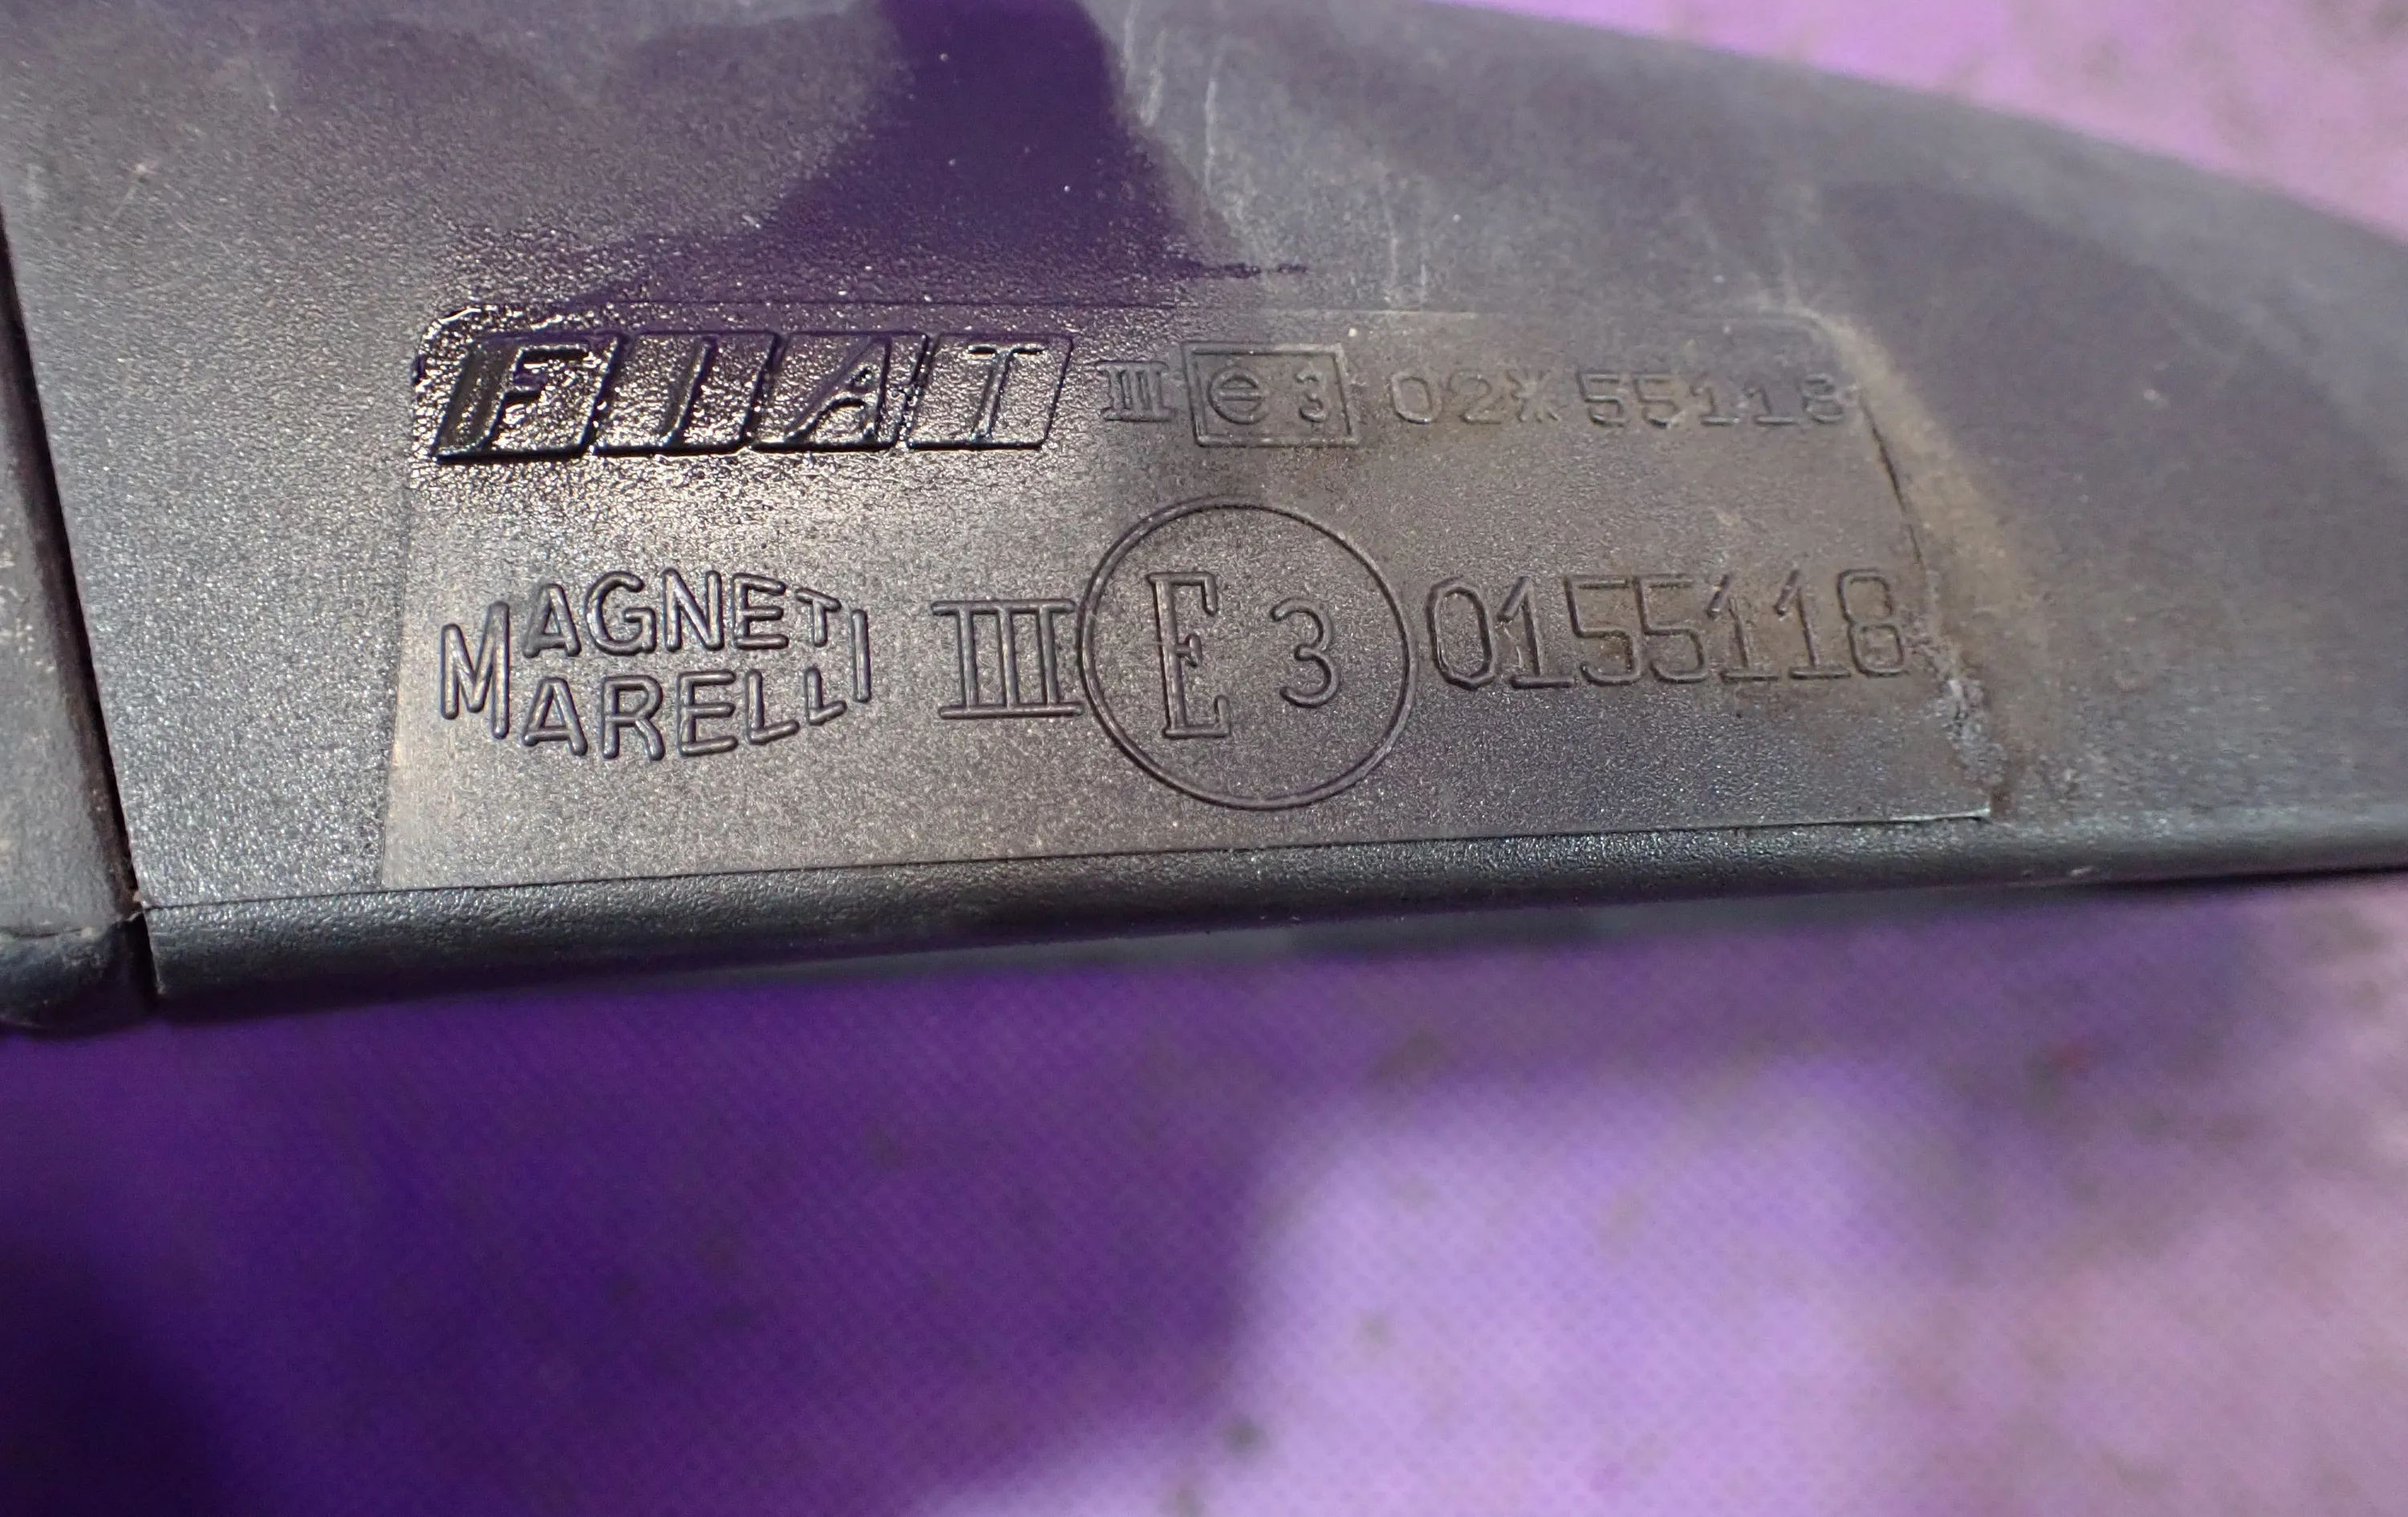 FIAT III e 3 02* 55118
MAGNETI MARELLI III E 3 0155118